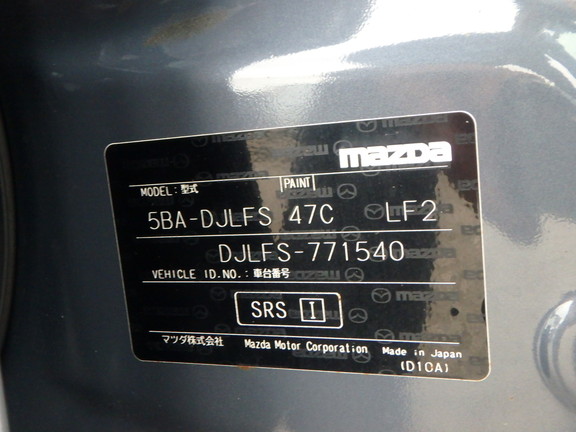 mazda
MODEL:型式 PAINT
5BA-DJLFS 47C LF2
DJLFS-771540
VEHICLE ID.NO.:車台番号
SRS I
マツダ株式会社 Mazda Motor Corporation Made in Japan
(D10A)